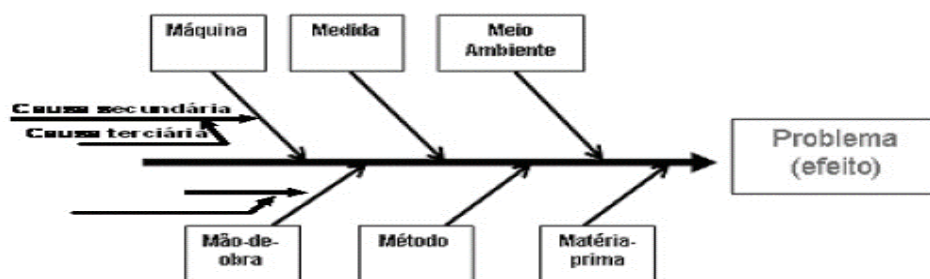 Máquina
Medida
Meio
Ambiente
Causa secundária
Causa terciária
Problema
(efeito)
Mão-de-
obra
Método
Matéria-
prima